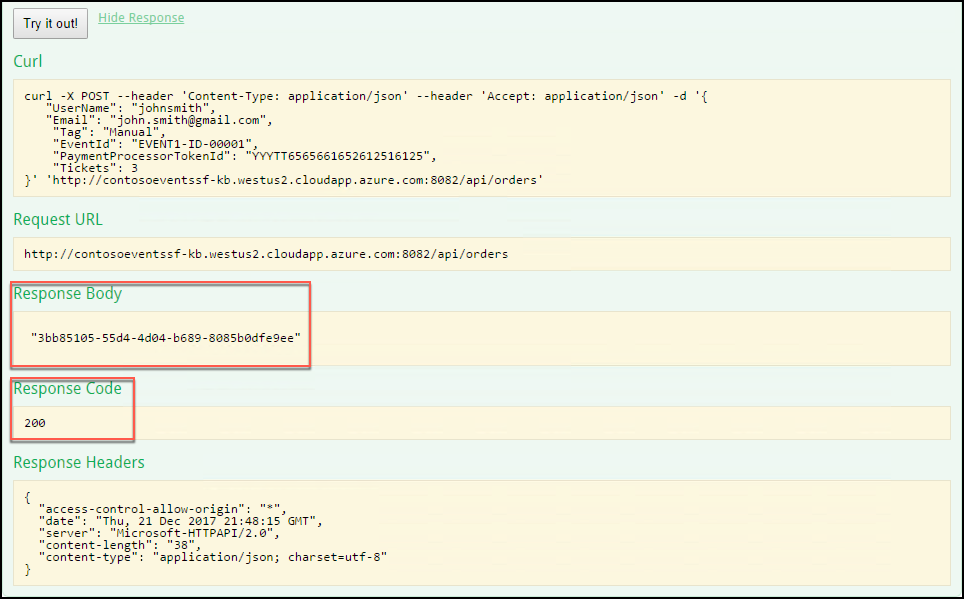 Try it out! Hide Response
Curl
curl -X POST --header 'Content-Type: application/json' --header 'Accept: application/json' -d '{
"UserName": "johnsmith",
"Email": "john.smith@gmail.com",
"Tag": "Manual",
"EventId": "EVENT1-ID-00001",
"PaymentProcessorTokenId": "YYYTT6565661652612516125",
"Tickets": 3
}' 'http://contosoeventssf-kb.westus2.cloudapp.azure.com:8082/api/orders'
Request URL
http://contosoeventssf-kb.westus2.cloudapp.azure.com:8082/api/orders
Response Body
"3bb85105-55d4-4d04-b689-8085b0dfe9ee"
Response Code
200
Response Headers
{
"access-control-allow-origin": "*",
"date": "Thu, 21 Dec 2017 21:48:15 GMT",
"server": "Microsoft-HTTPAPI/2.0",
"content-length": "38",
"content-type": "application/json; charset=utf-8"
}